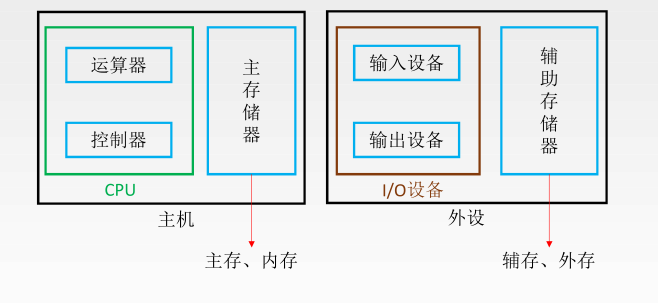 运算器
控制器
CPU
主存储器
主机
主存、内存
输入设备
输出设备
I/O设备
辅助存储器
外设
辅存、外存